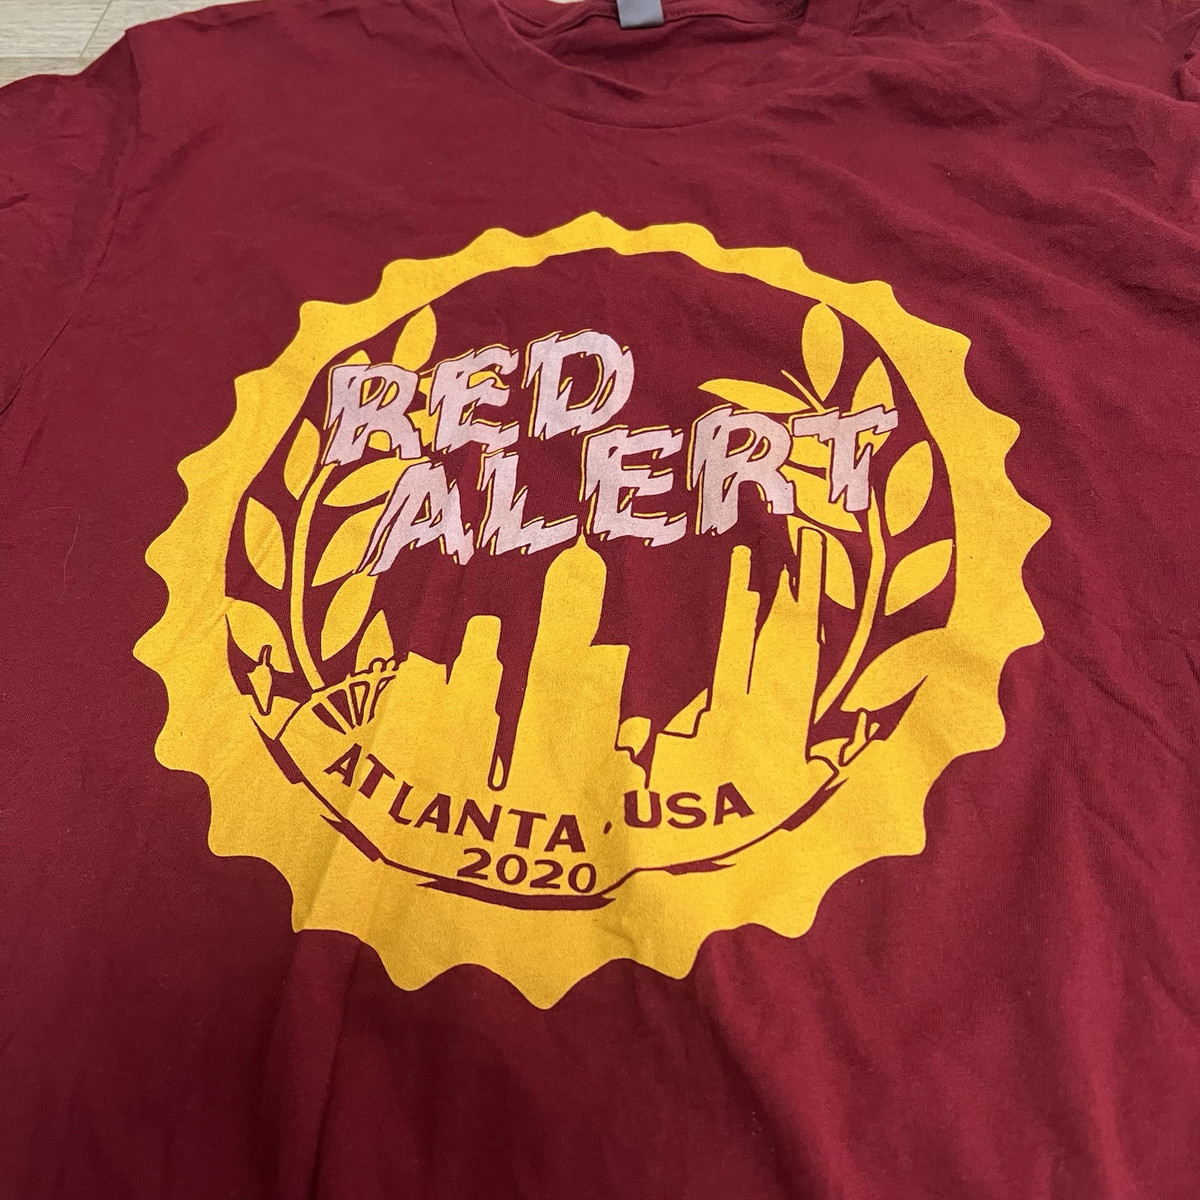 RED
ALERT
ATLANTA, USA
2020